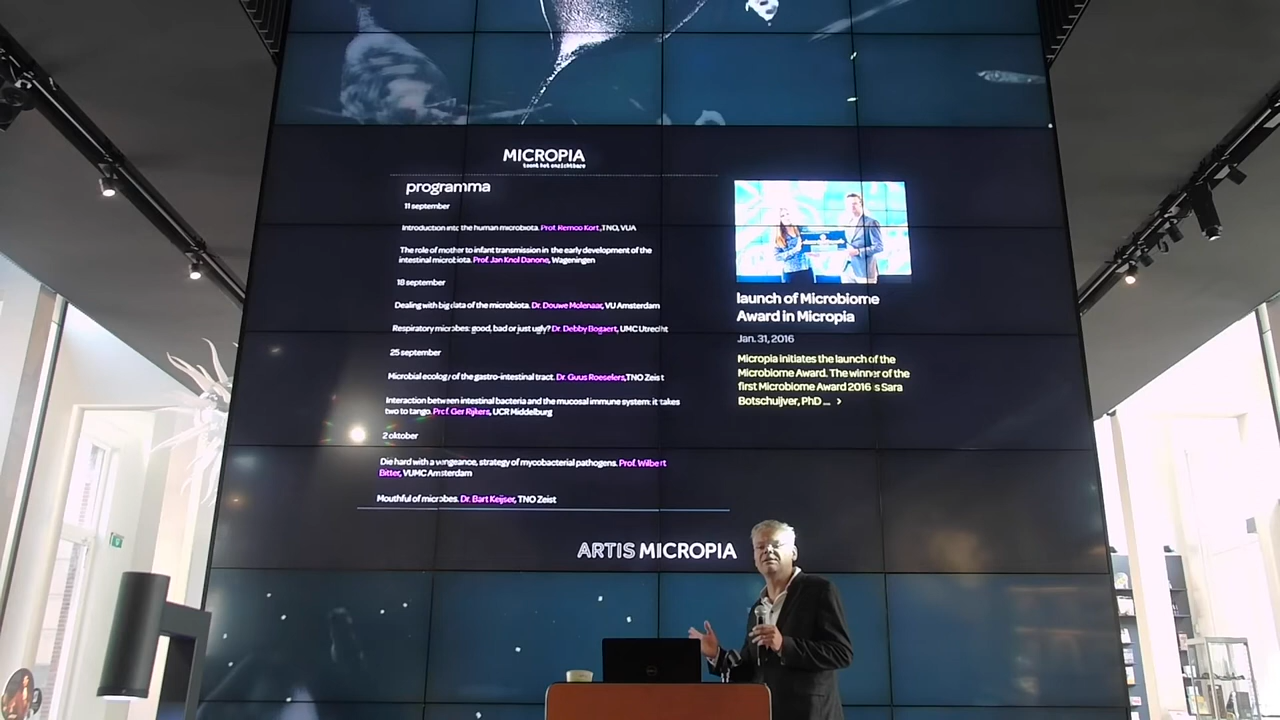 MICROPIA
toont het onzichtbare
programma
11 september
Introduction into the human microbiota. Prof. Remco Kort, TNO, VUA
The role of mother to infant transmission in the early development of the
intestinal microbiota. Prof. Jan Knol Danone, Wageningen
18 september
Dealing with big data of the microbiota. Dr. Douwe Molenaar, VU Amsterdam
Respiratory microbes: good, bad or just ugly? Dr. Debby Bogaert, UMC Utrecht
25 september
Microbial ecology of the gastro-intestinal tract. Dr. Guus Roeselers, TNO Zeist
Interaction between intestinal bacteria and the mucosal immune system: it takes
two to tango. Prof. Ger Rijkers, UCR Middelburg
2 oktober
Die hard with a vengeance, strategy of mycobacterial pathogens. Prof. Wilbert
Bitter, VUMC Amsterdam
Mouthful of microbes. Dr. Bart Keijser, TNO Zeist
launch of Microbiome
Award in Micropia
Jan. 31, 2016
Micropia initiates the launch of the
Microbiome Award. The winner of the
first Microbiome Award 2016 is Sara
Botschuijver, PhD ... >
ARTIS MICROPIA